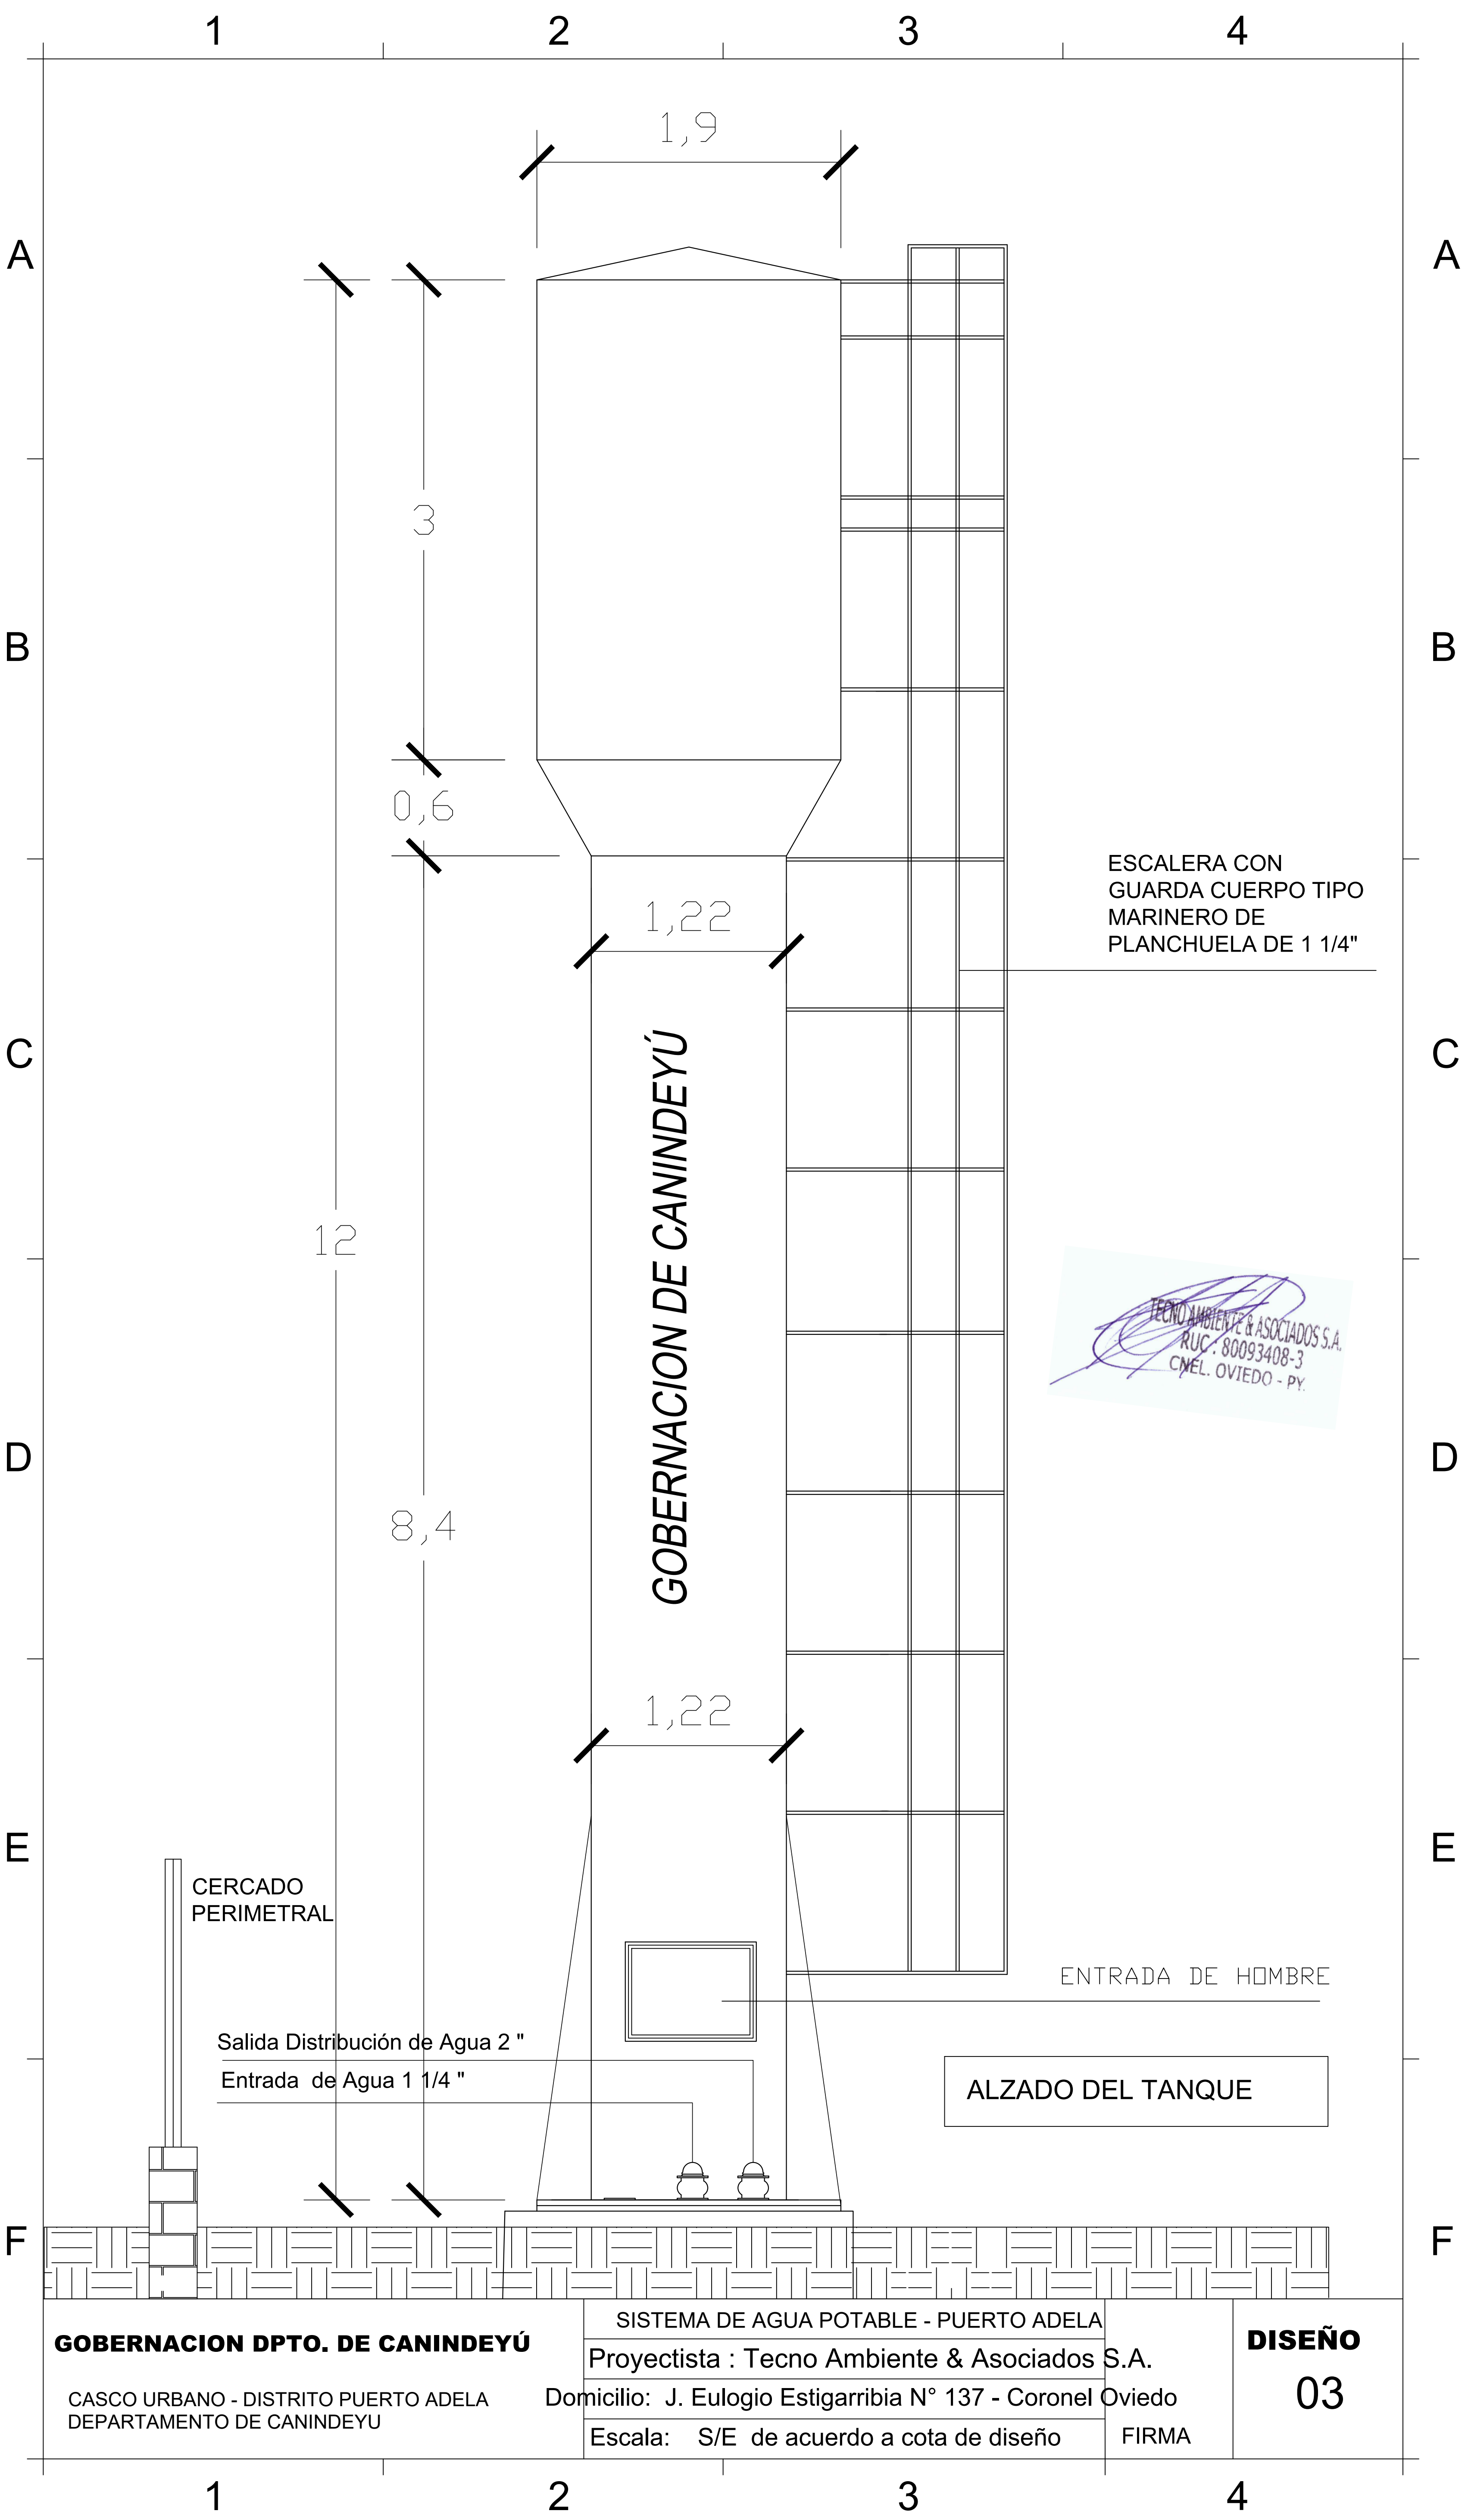 1 2 3 4
1,9
A A
3
B B
0,6
ESCALERA CON
GUARDA CUERPO TIPO
MARINERO DE
PLANCHUELA DE 1 1/4"
1,22
GOBERNACION DE CANINDEYÚ
C C
12
TECNO AMBIENTE & ASOCIADOS S.A.
RUC : 80093408-3
CNEL. OVIEDO - PY.
D D
8,4
1,22
E E
CERCADO
PERIMETRAL
ENTRADA DE HOMBRE
Salida Distribución de Agua 2 "
Entrada de Agua 1 1/4 "
ALZADO DEL TANQUE
F F
GOBERNACION DPTO. DE CANINDEYÚ
CASCO URBANO - DISTRITO PUERTO ADELA
DEPARTAMENTO DE CANINDEYU
SISTEMA DE AGUA POTABLE - PUERTO ADELA
Proyectista : Tecno Ambiente & Asociados S.A.
Domicilio: J. Eulogio Estigarribia N° 137 - Coronel Oviedo
Escala: S/E de acuerdo a cota de diseño
FIRMA
DISEÑO
03
1 2 3 4